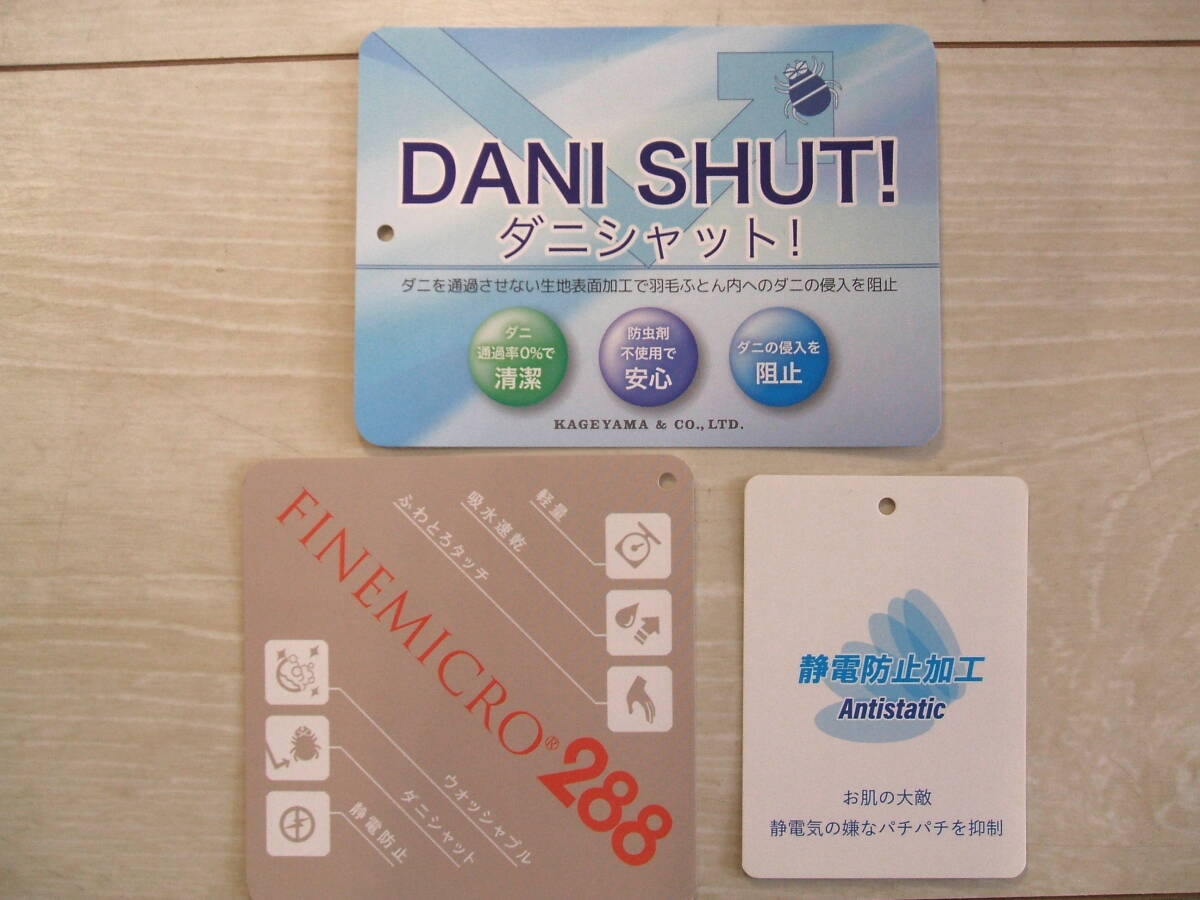 DANI SHUT!
ダニシャット!
ダニを通過させない生地表面加工で羽毛ふとん内へのダニの侵入を阻止
ダニ
通過率0%で
清潔
防虫剤
不使用で
安心
ダニの侵入を
阻止
KAGEYAMA & CO., LTD.
軽量
吸水速乾
ふわとろタッチ
FINEMICRO®288
ウオッシャブル
ダニシャット
静電防止
静電防止加工
Antistatic
お肌の大敵
静電気の嫌なパチパチを抑制